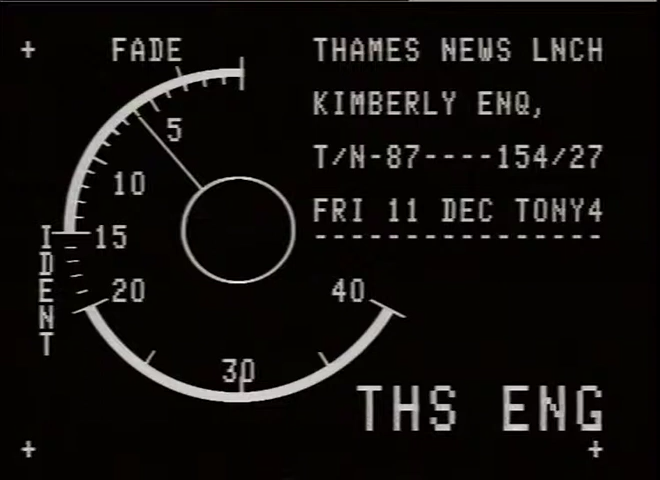 FADE
THAMES NEWS LNCH
KIMBERLY ENQ,
T/N-87----154/27
FRI 11 DEC TONY4
----------------
5
10
15
20
30
40
IDENT
THS ENG